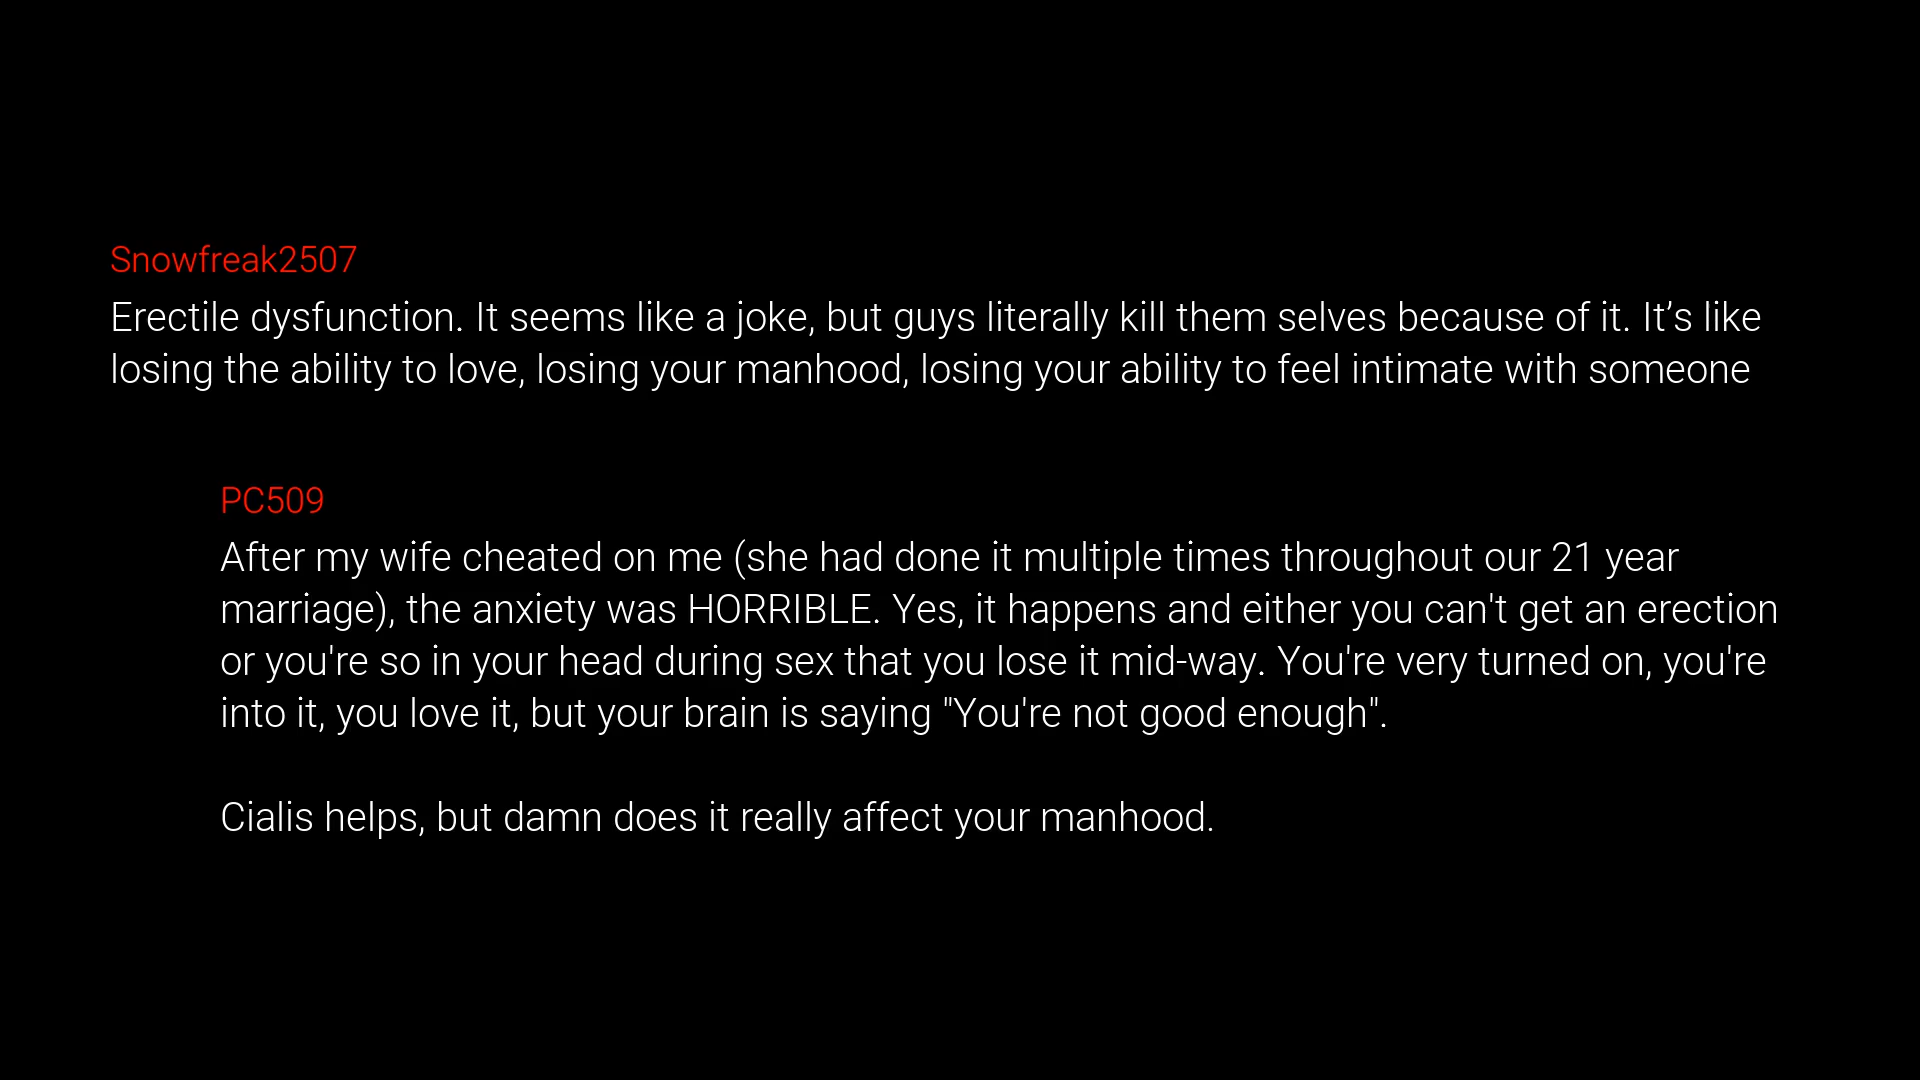 Snowfreak2507
Erectile dysfunction. It seems like a joke, but guys literally kill them selves because of it. It’s like
losing the ability to love, losing your manhood, losing your ability to feel intimate with someone
PC509
After my wife cheated on me (she had done it multiple times throughout our 21 year
marriage), the anxiety was HORRIBLE. Yes, it happens and either you can't get an erection
or you're so in your head during sex that you lose it mid-way. You're very turned on, you're
into it, you love it, but your brain is saying "You're not good enough".
Cialis helps, but damn does it really affect your manhood.